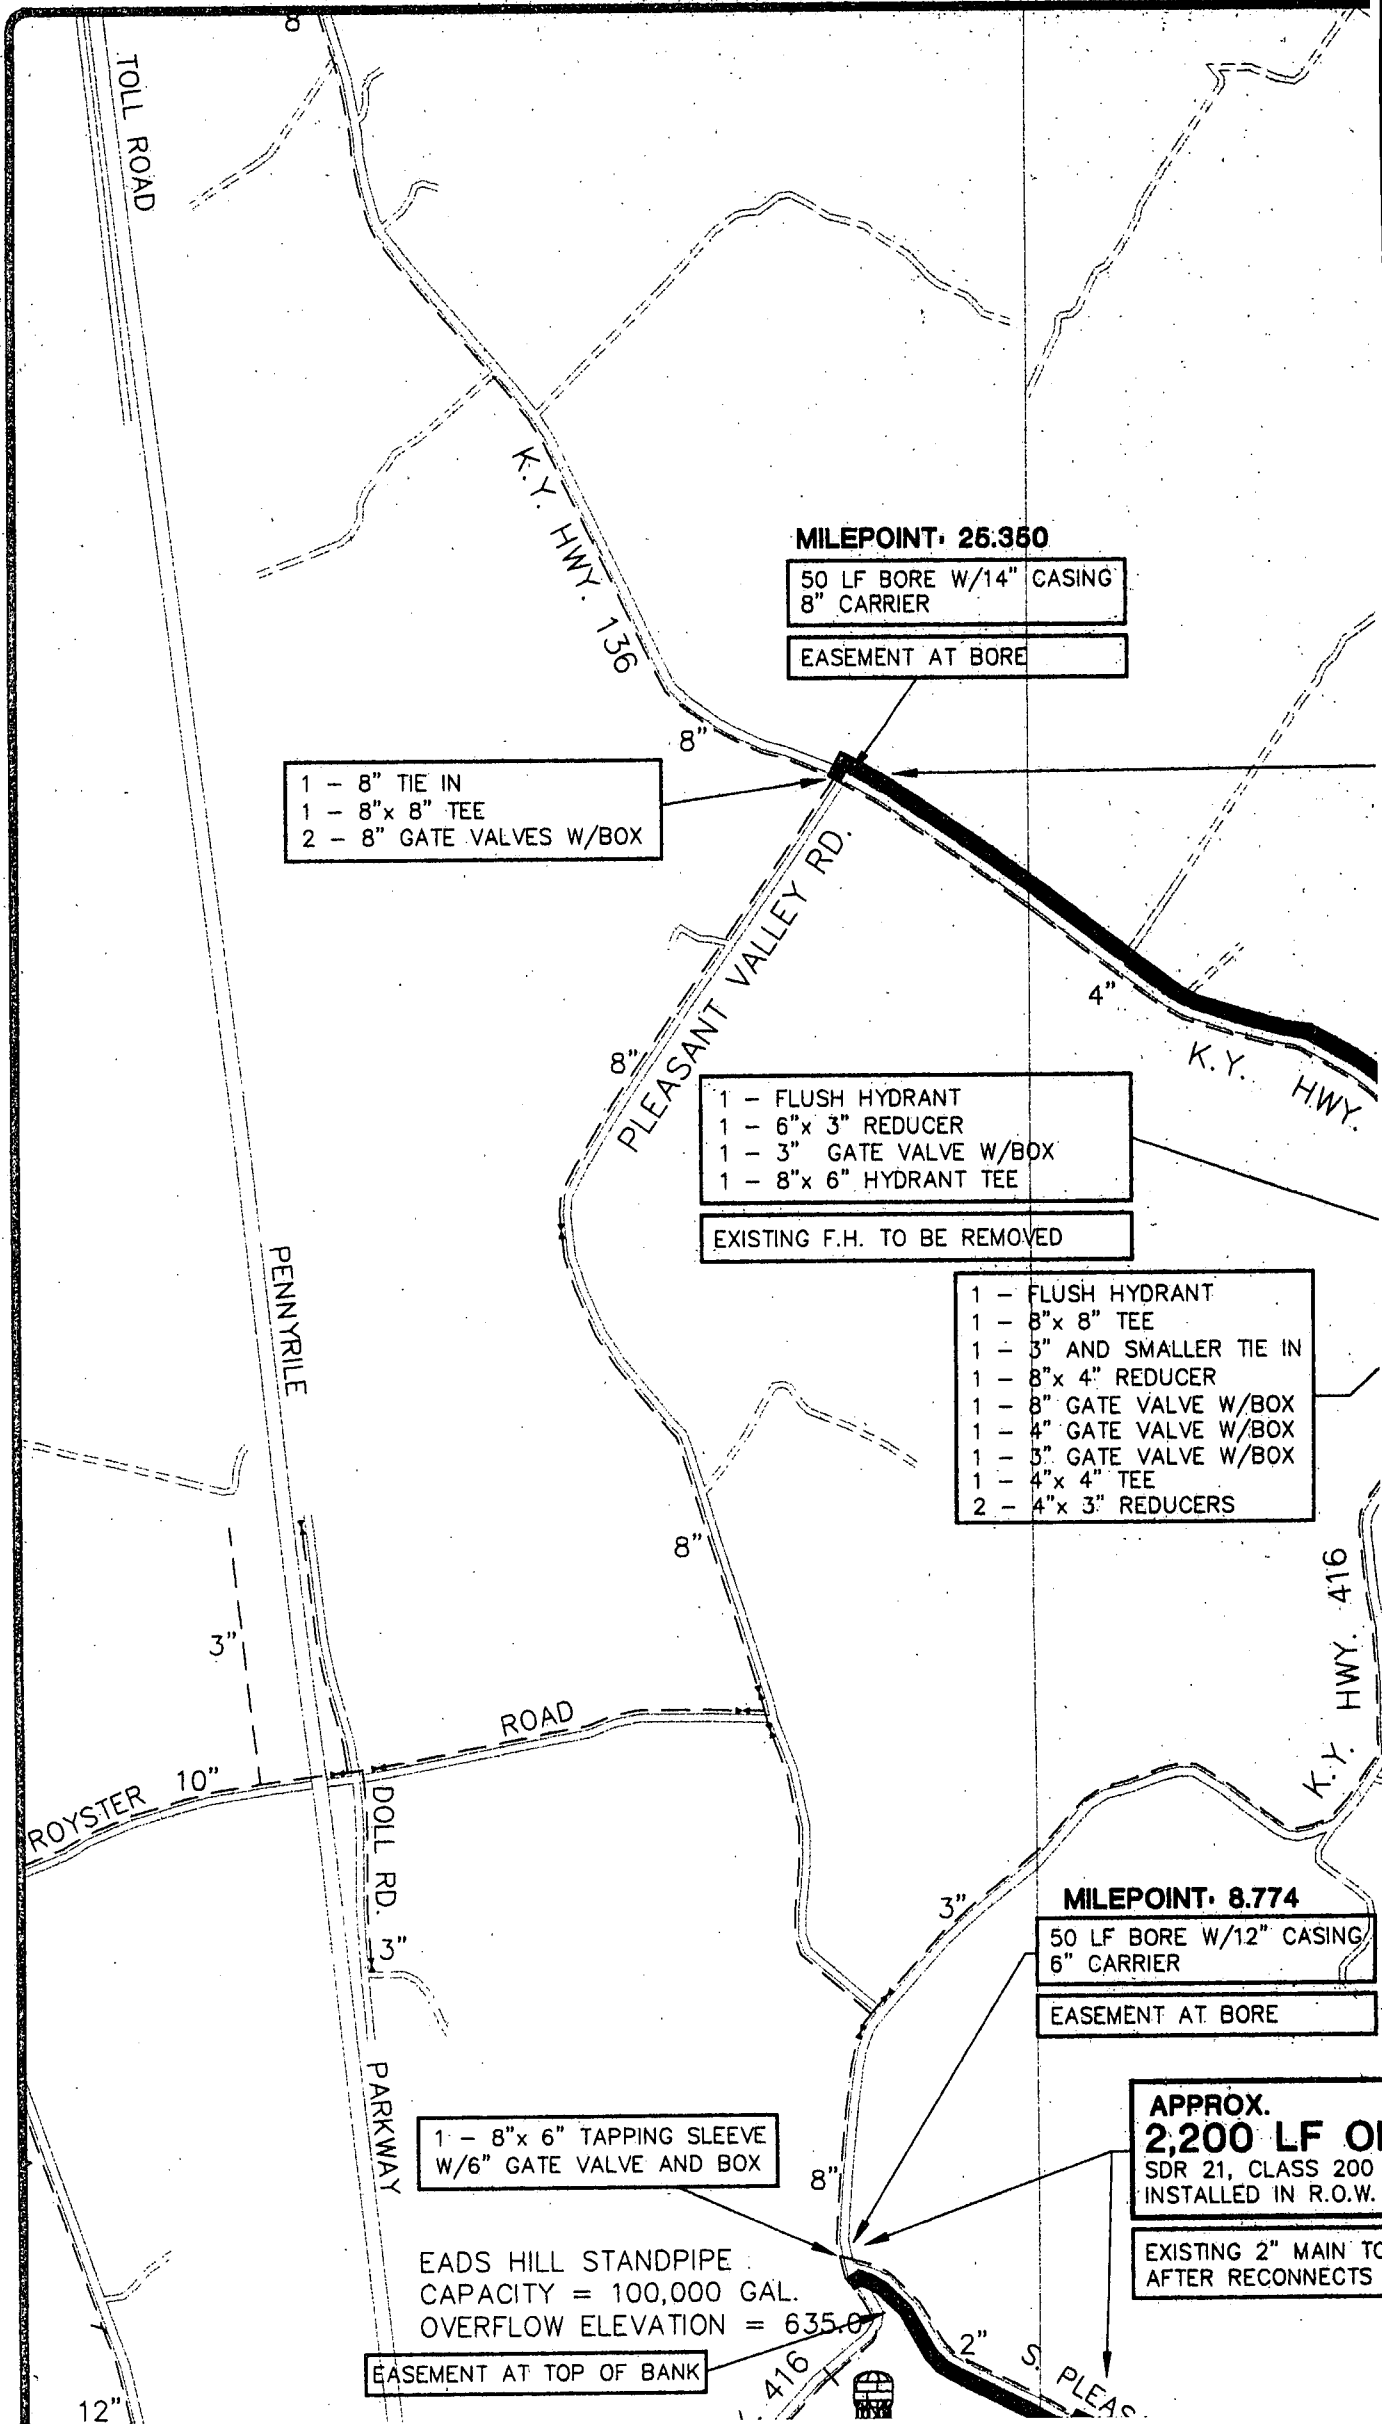 8
TOLL ROAD
K.Y. HWY. 136
MILEPOINT: 25.350
50 LF BORE W/14" CASING
8" CARRIER
EASEMENT AT BORE
8"
1 - 8" TIE IN
1 - 8"x 8" TEE
2 - 8" GATE VALVES W/BOX
PLEASANT VALLEY RD.
4"
K.Y. HWY.
8"
1 - FLUSH HYDRANT
1 - 6"x 3" REDUCER
1 - 3" GATE VALVE W/BOX
1 - 8"x 6" HYDRANT TEE
EXISTING F.H. TO BE REMOVED
PENNYRILE
1 - FLUSH HYDRANT
1 - 8"x 8" TEE
1 - 3" AND SMALLER TIE IN
1 - 8"x 4" REDUCER
1 - 8" GATE VALVE W/BOX
1 - 4" GATE VALVE W/BOX
1 - 3" GATE VALVE W/BOX
1 - 4"x 4" TEE
2 - 4"x 3" REDUCERS
8"
K.Y. HWY. 416
3"
ROYSTER
10"
ROAD
DOLL RD.
3"
3"
MILEPOINT: 8.774
50 LF BORE W/12" CASING
6" CARRIER
EASEMENT AT BORE
PARKWAY
1 - 8"x 6" TAPPING SLEEVE
W/6" GATE VALVE AND BOX
8"
APPROX.
2,200 LF O
SDR 21, CLASS 200
INSTALLED IN R.O.W.
EXISTING 2" MAIN TO
AFTER RECONNECTS
EADS HILL STANDPIPE
CAPACITY = 100,000 GAL.
OVERFLOW ELEVATION = 635.0
EASEMENT AT TOP OF BANK
2"
S. PLEAS
416
12"